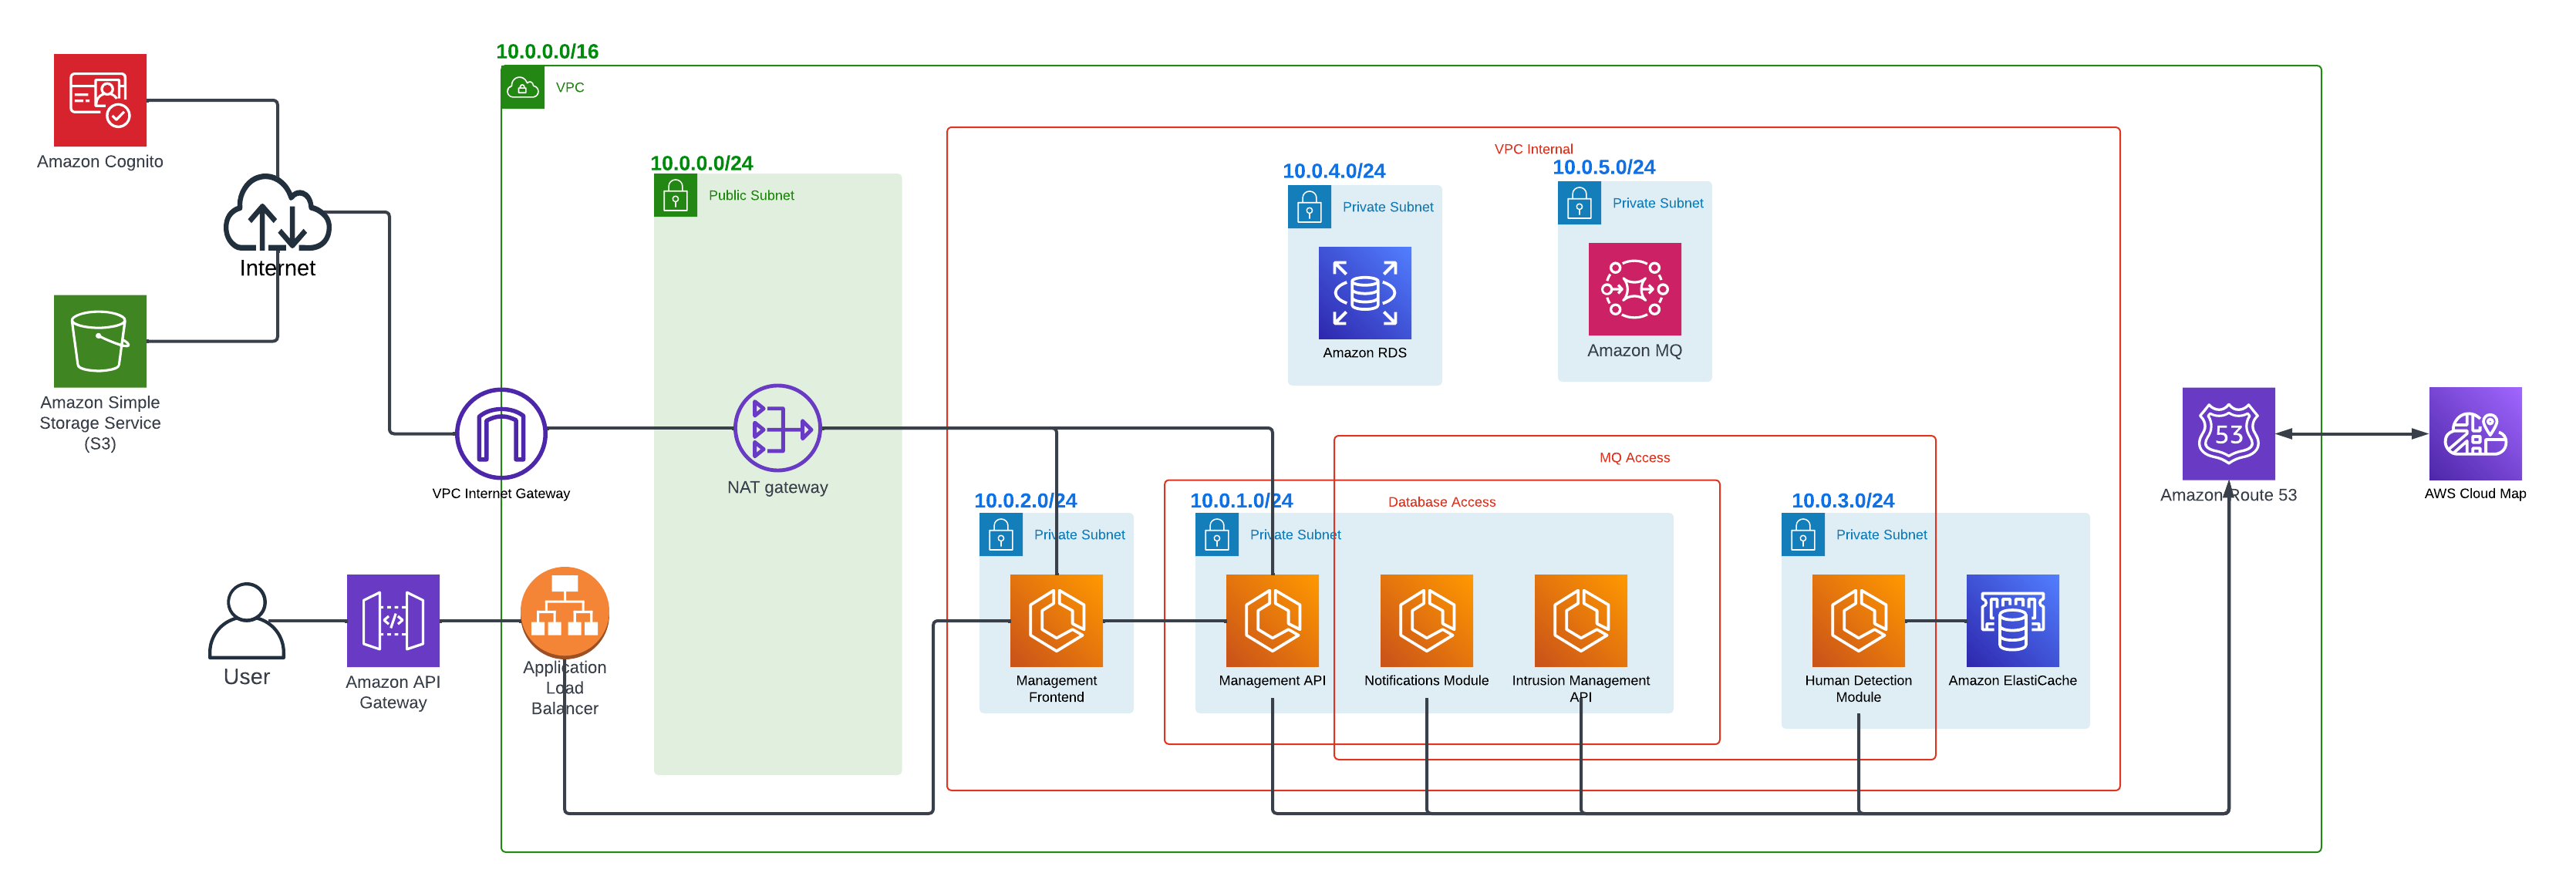 10.0.0.0/16
VPC
Amazon Cognito
Internet
Amazon Simple
Storage Service
(S3)
VPC Internet Gateway
10.0.0.0/24
Public Subnet
NAT gateway
VPC Internal
10.0.4.0/24
Private Subnet
Amazon RDS
10.0.5.0/24
Private Subnet
Amazon MQ
MQ Access
Database Access
10.0.2.0/24
Private Subnet
Management
Frontend
10.0.1.0/24
Private Subnet
Management API
Notifications Module
Intrusion Management
API
10.0.3.0/24
Private Subnet
Human Detection
Module
Amazon ElastiCache
53
Amazon Route 53
AWS Cloud Map
User
</>
Amazon API
Gateway
Application
Load
Balancer